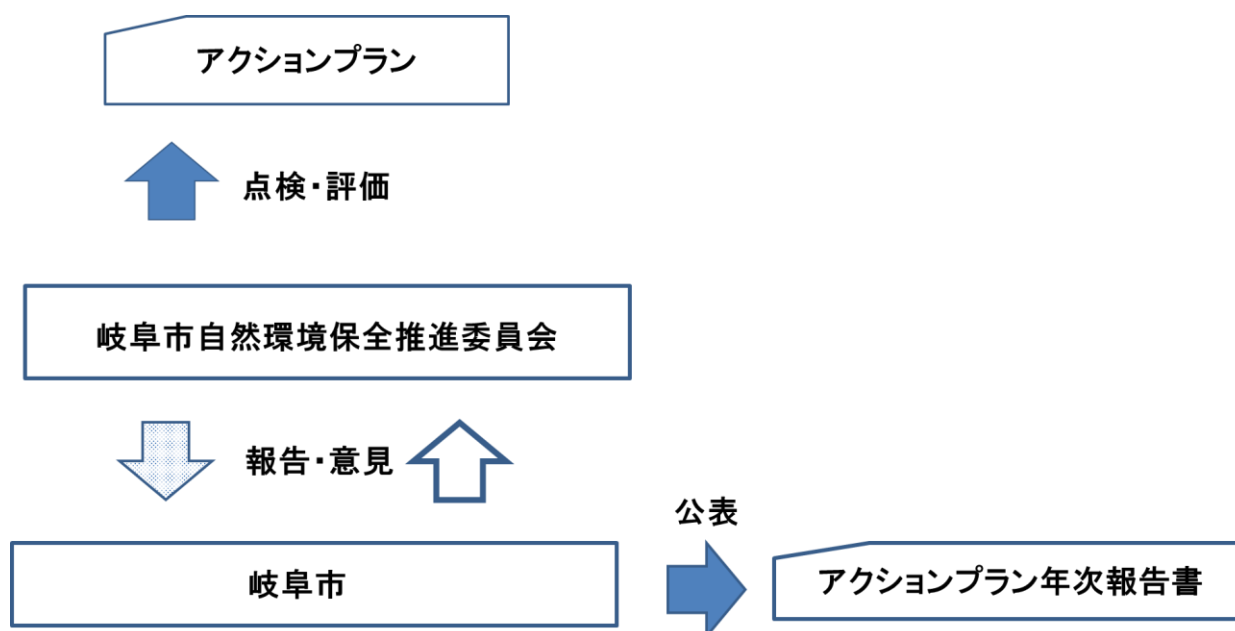 アクションプラン
点検・評価
岐阜市自然環境保全推進委員会
報告・意見
公表
岐阜市
アクションプラン年次報告書